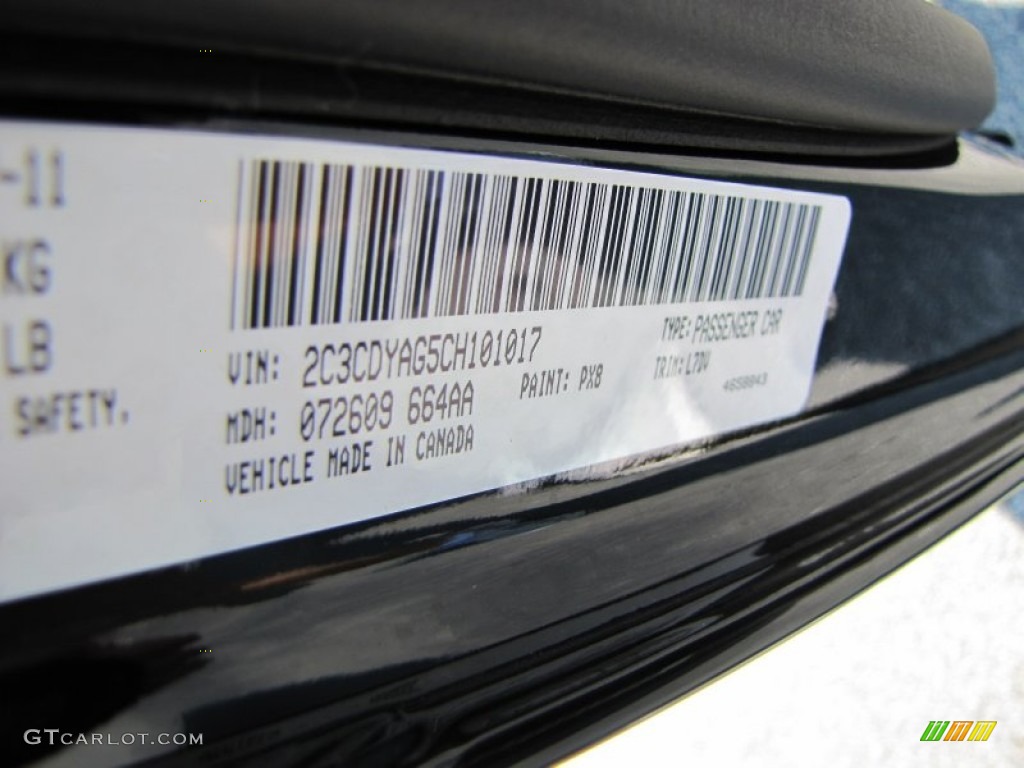 -11
KG
LB
SAFETY.
VIN: 2C3CDYAG5CH101017
TYPE: PASSENGER CAR
MDH: 072609 664AA
PAINT: PX8
TRIM: L7DV
VEHICLE MADE IN CANADA
4658843
GTCARLOT.COM